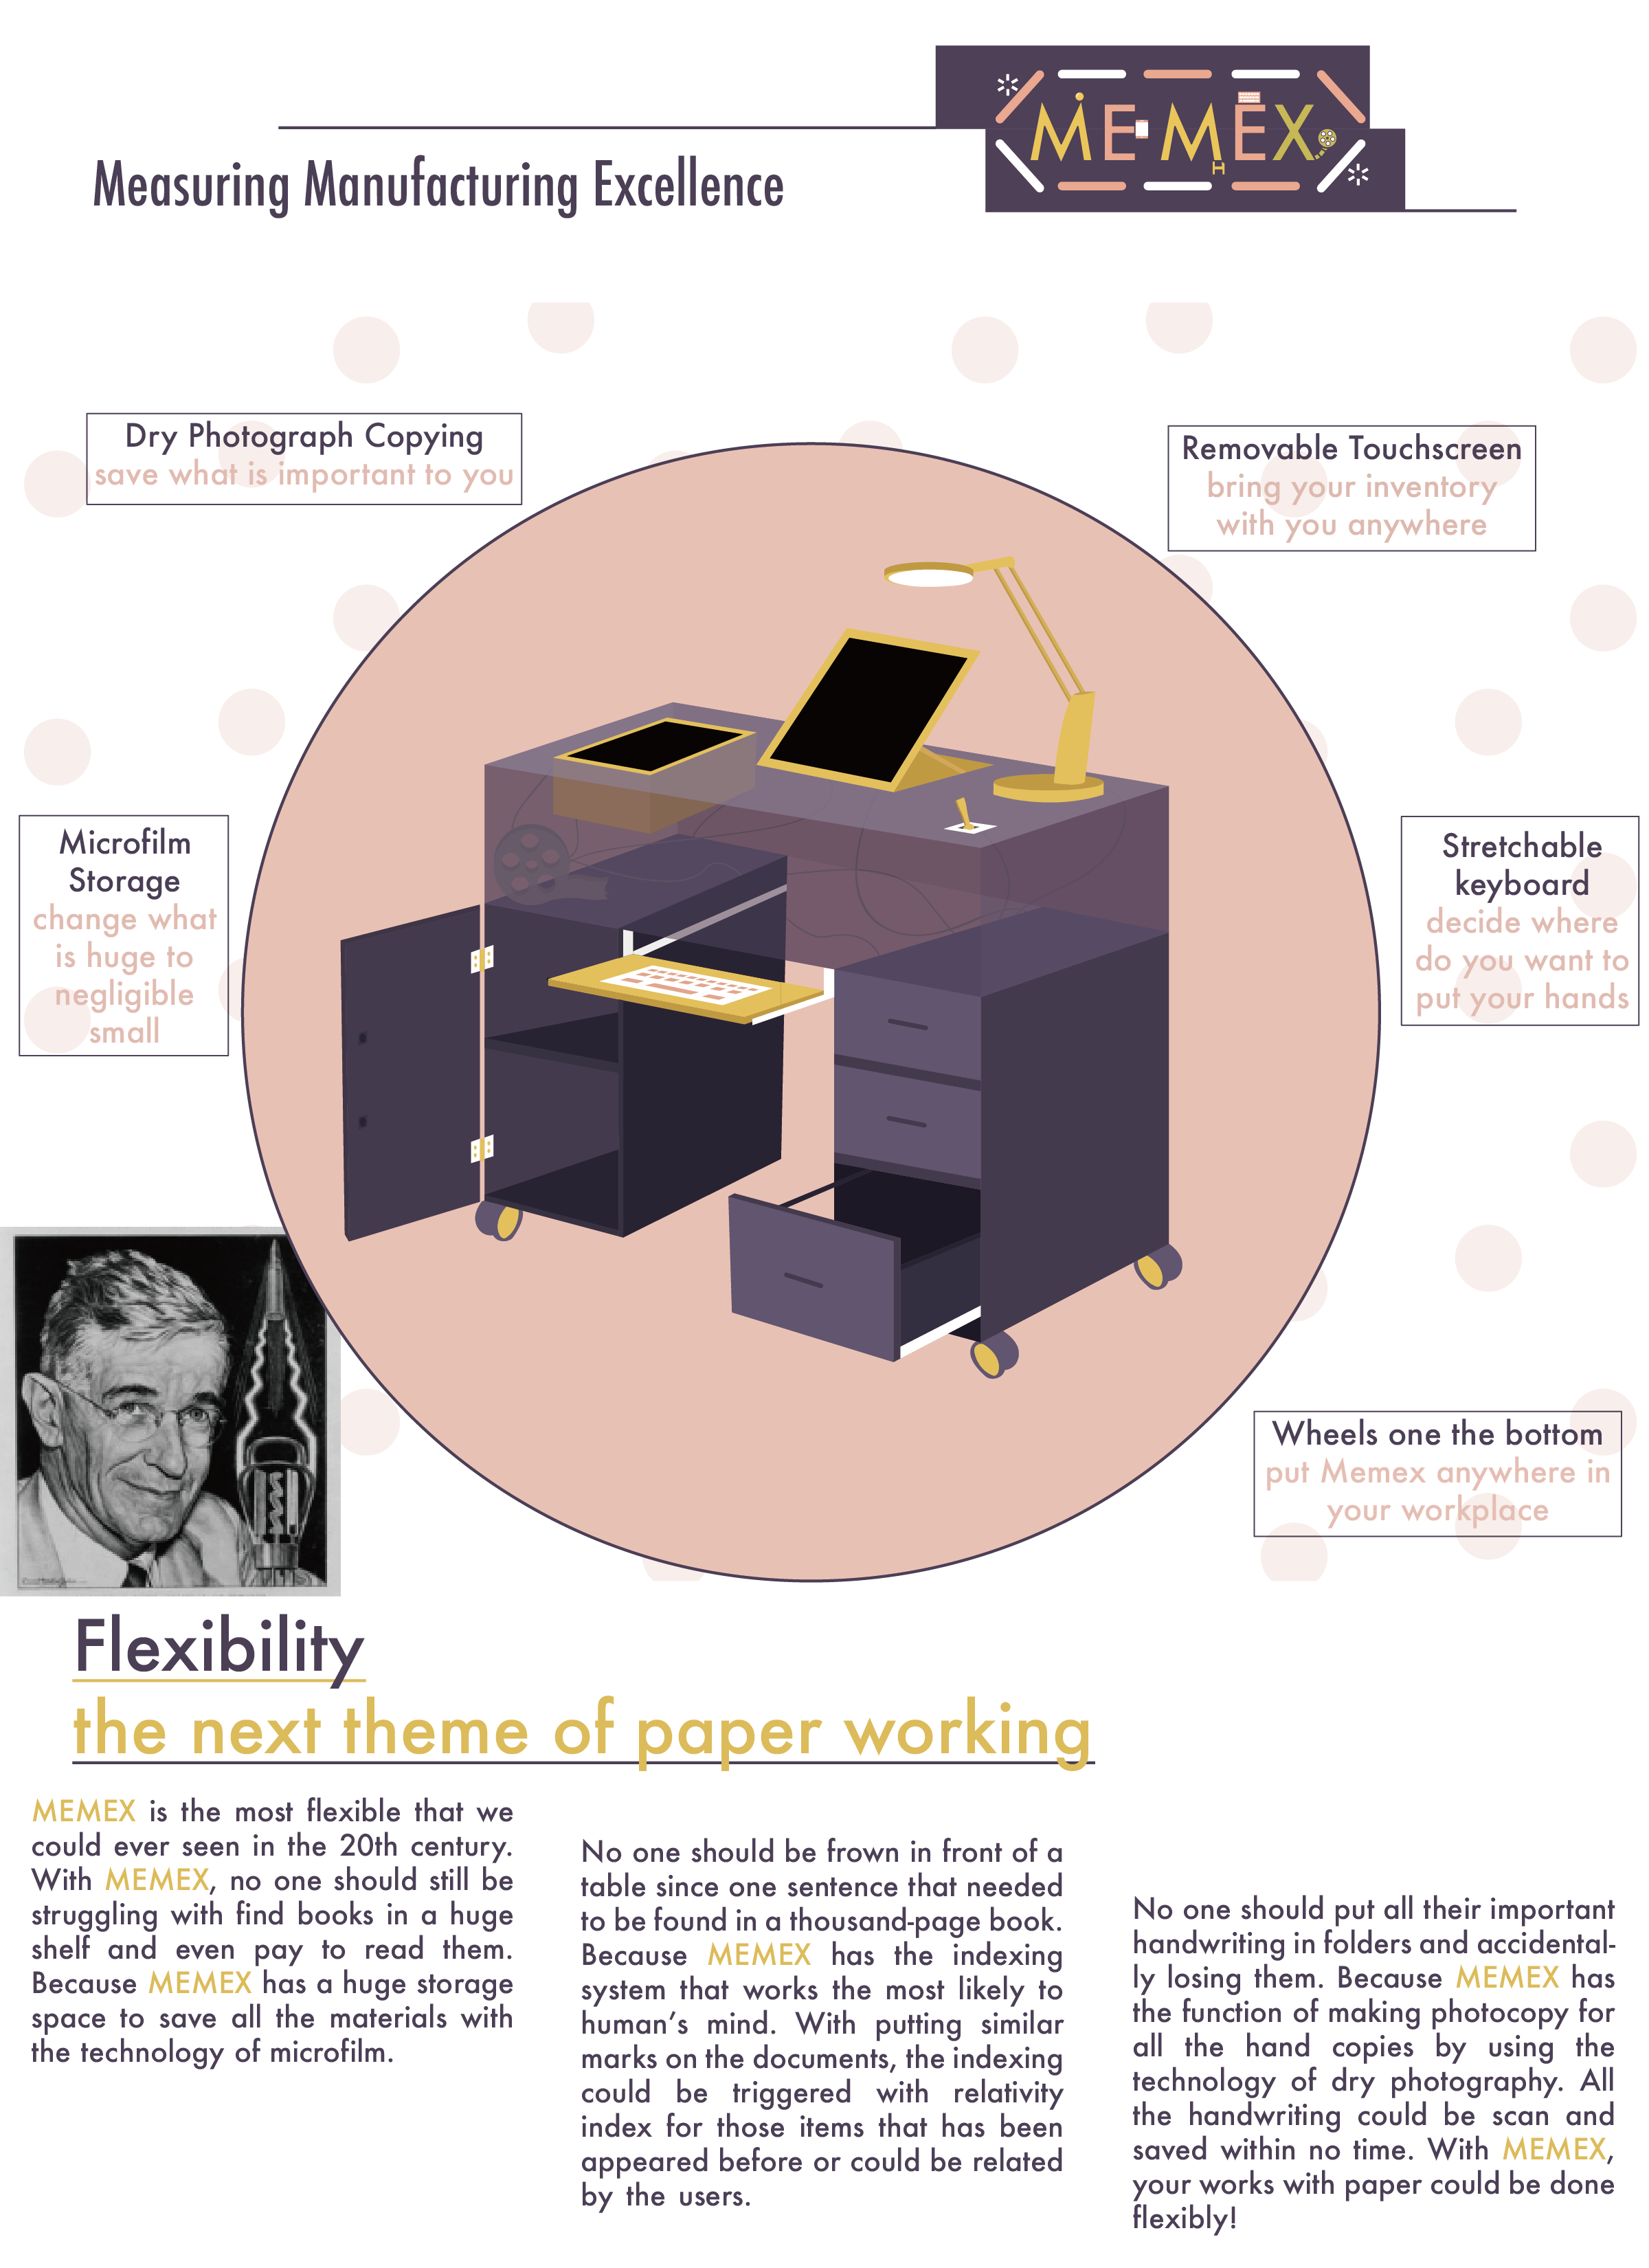 ME-MEX
Measuring Manufacturing Excellence
Dry Photograph Copying
save what is important to you
Removable Touchscreen
bring your inventory
with you anywhere
Microfilm
Storage
change what
is huge to
negligible
small
Stretchable
keyboard
decide where
do you want to
put your hands
Wheels one the bottom
put Memex anywhere in
your workplace
Flexibility
the next theme of paper working
MEMEX is the most flexible that we
could ever seen in the 20th century.
With MEMEX, no one should still be
struggling with find books in a huge
shelf and even pay to read them.
Because MEMEX has a huge storage
space to save all the materials with
the technology of microfilm.
No one should be frown in front of a
table since one sentence that needed
to be found in a thousand-page book.
Because MEMEX has the indexing
system that works the most likely to
human's mind. With putting similar
marks on the documents, the indexing
could be triggered with relativity
index for those items that has been
appeared before or could be related
by the users.
No one should put all their important
handwriting in folders and accidental-
ly losing them. Because MEMEX has
the function of making photocopy for
all the hand copies by using the
technology of dry photography. All
the handwriting could be scan and
saved within no time. With MEMEX,
your works with paper could be done
flexibly!